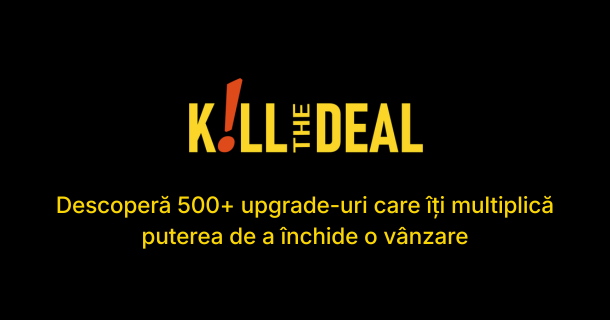 K!LL THE DEAL
Descoperă 500+ upgrade-uri care îți multiplică
puterea de a închide o vânzare